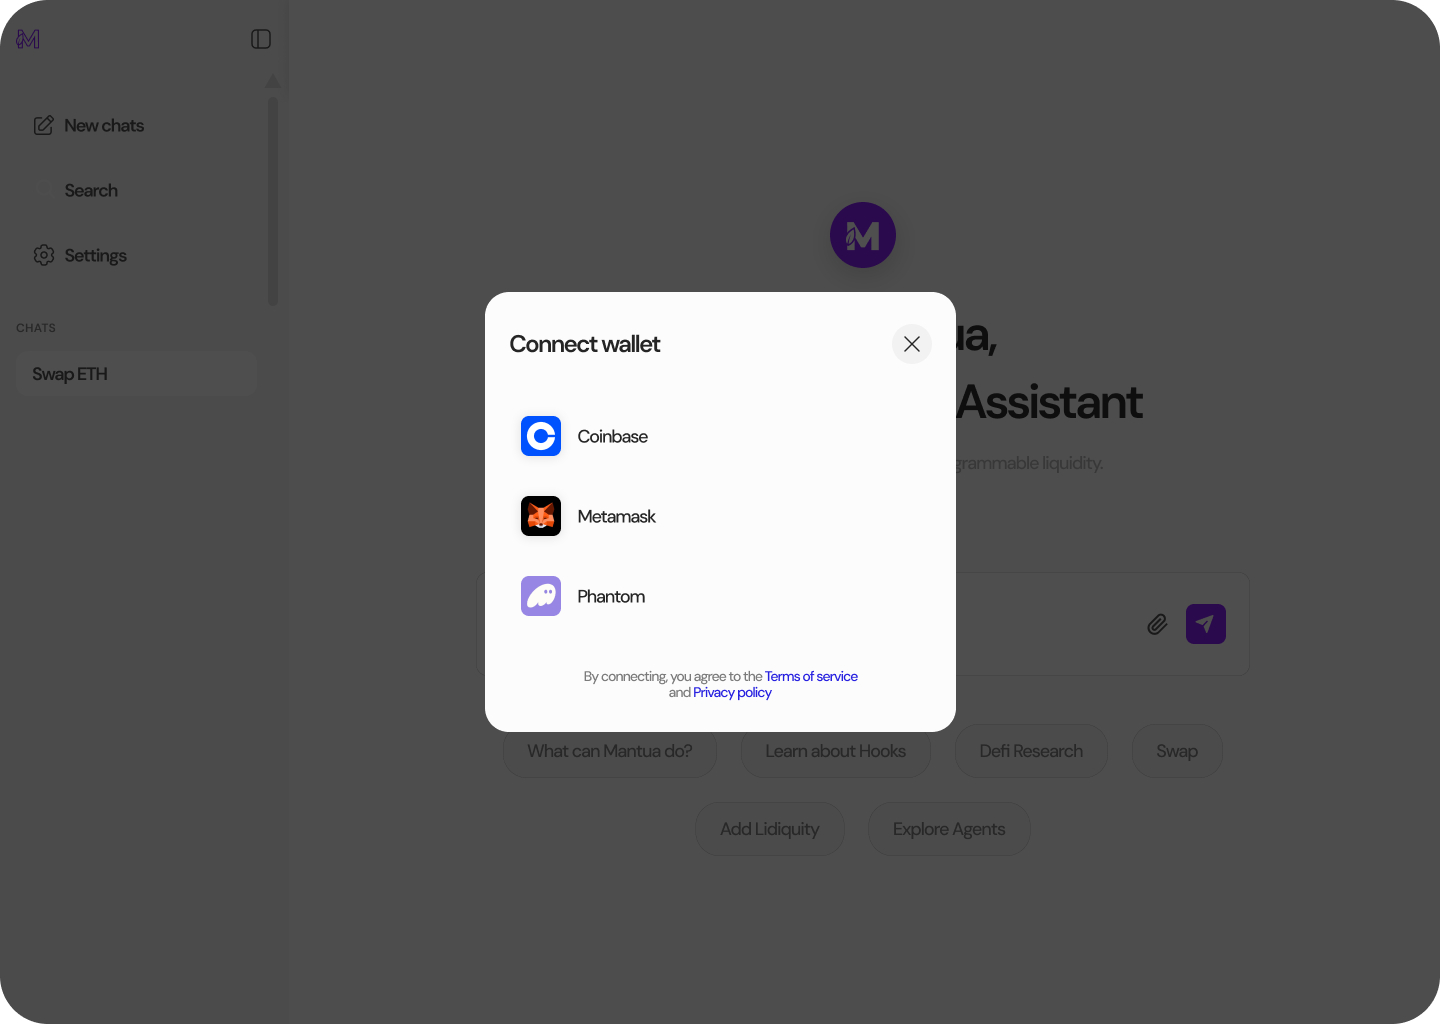 New chats
Search
Settings
CHATS
Swap ETH
Assistant
liquidity.
Connect wallet
Coinbase
Metamask
Phantom
By connecting, you agree to the Terms of service
and Privacy policy
What can Mantua do?
Learn about Hooks
Defi Research
Swap
Add Lidiquity
Explore Agents